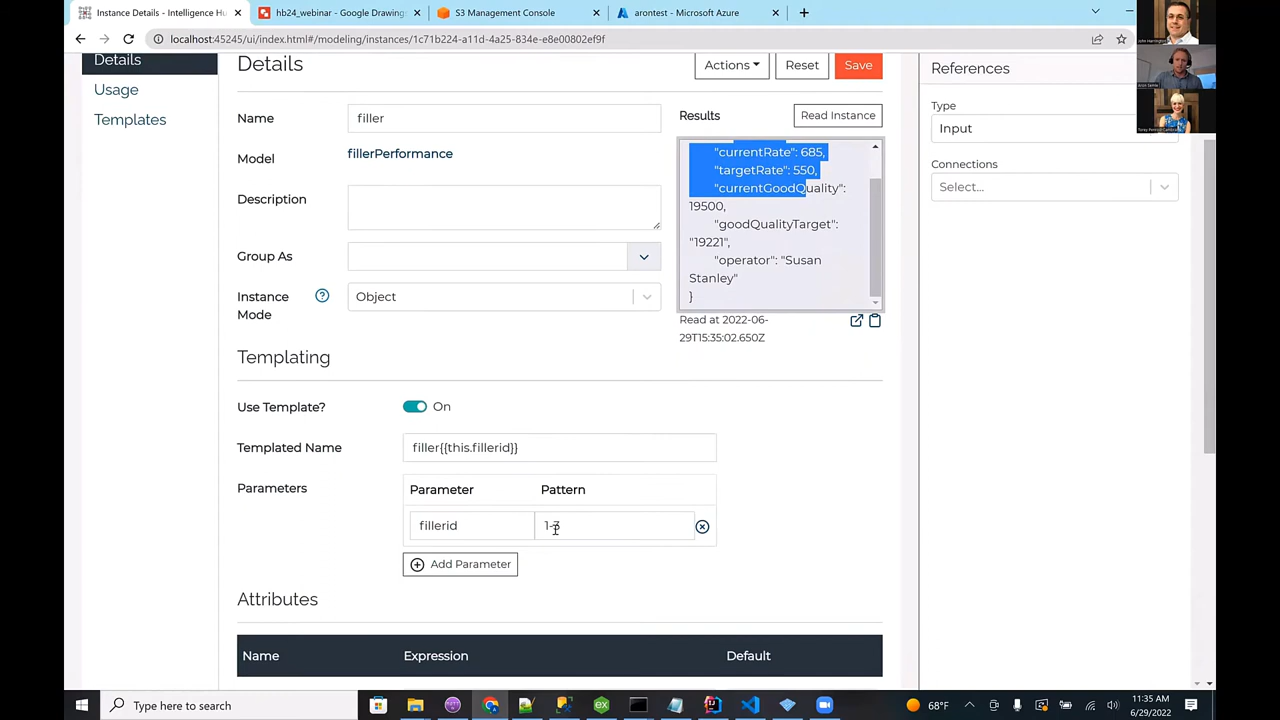 Instance Details - Intelligence Hu
hb24_webinar - Google Drawings
S3 Management Console
arontest - Microsoft Azure
localhost:45245/ui/index.html#/modeling/instances/1c71b224-d131-4a25-834e-e8e00802ef9f
Details
Usage
Templates
Details
Actions
Reset
Save
Name
filler
Model
fillerPerformance
Description
Group As
Instance
Mode
Object
Results
Read Instance
"currentRate": 685,
"targetRate": 550,
"currentGoodQuality":
19500,
"goodQualityTarget":
"19221",
"operator": "Susan
Stanley"
}
Read at 2022-06-
29T15:35:02.650Z
Templating
Use Template?
On
Templated Name
filler{{this.fillerid}}
Parameters
Parameter
Pattern
fillerid
1-3
Add Parameter
Attributes
Name
Expression
Default
References
Type
Input
Connections
Select...
Type here to search
68°F
11:35 AM
6/29/2022